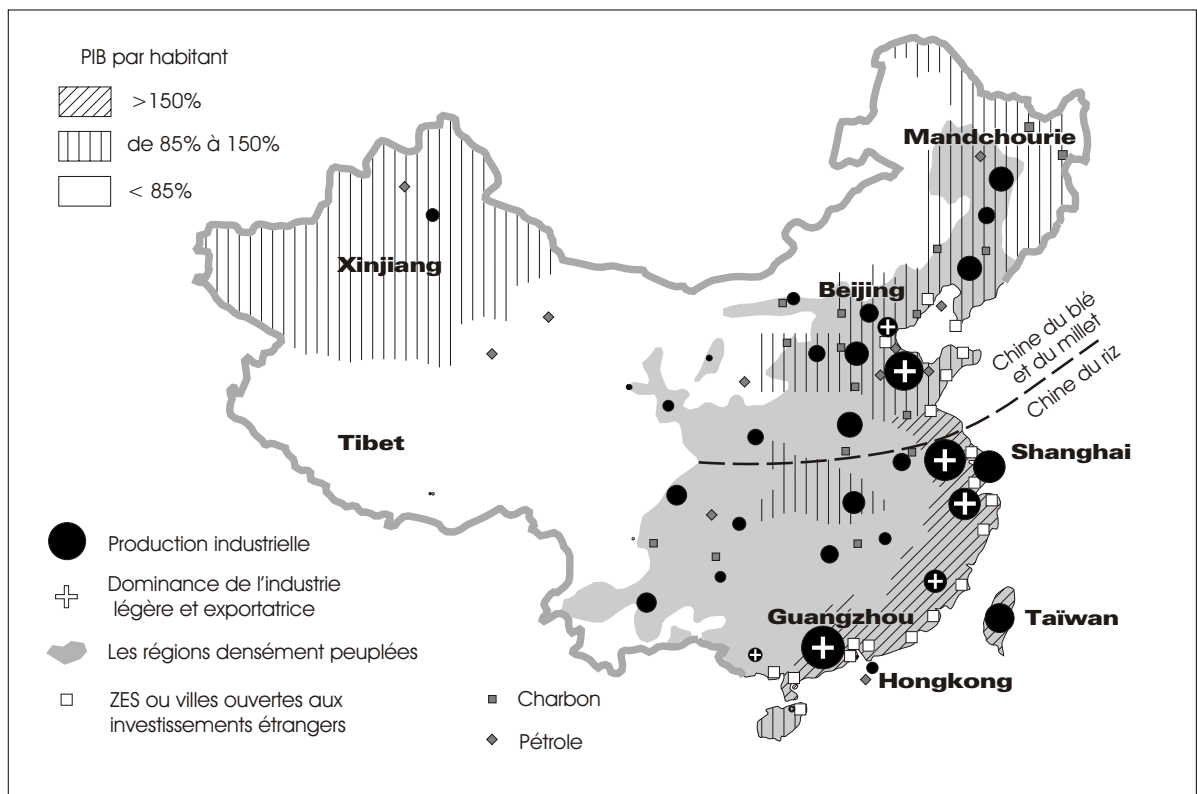 PIB par habitant
>150%
de 85% à 150%
< 85%
Mandchourie
Xinjiang
Beijing
Chine du blé
et du millet
Chine du riz
Tibet
Shanghai
Production industrielle
Dominance de l'industrie
légère et exportatrice
Guangzhou
Taïwan
Les régions densément peuplées
Hongkong
ZES ou villes ouvertes aux
investissements étrangers
Charbon
Pétrole